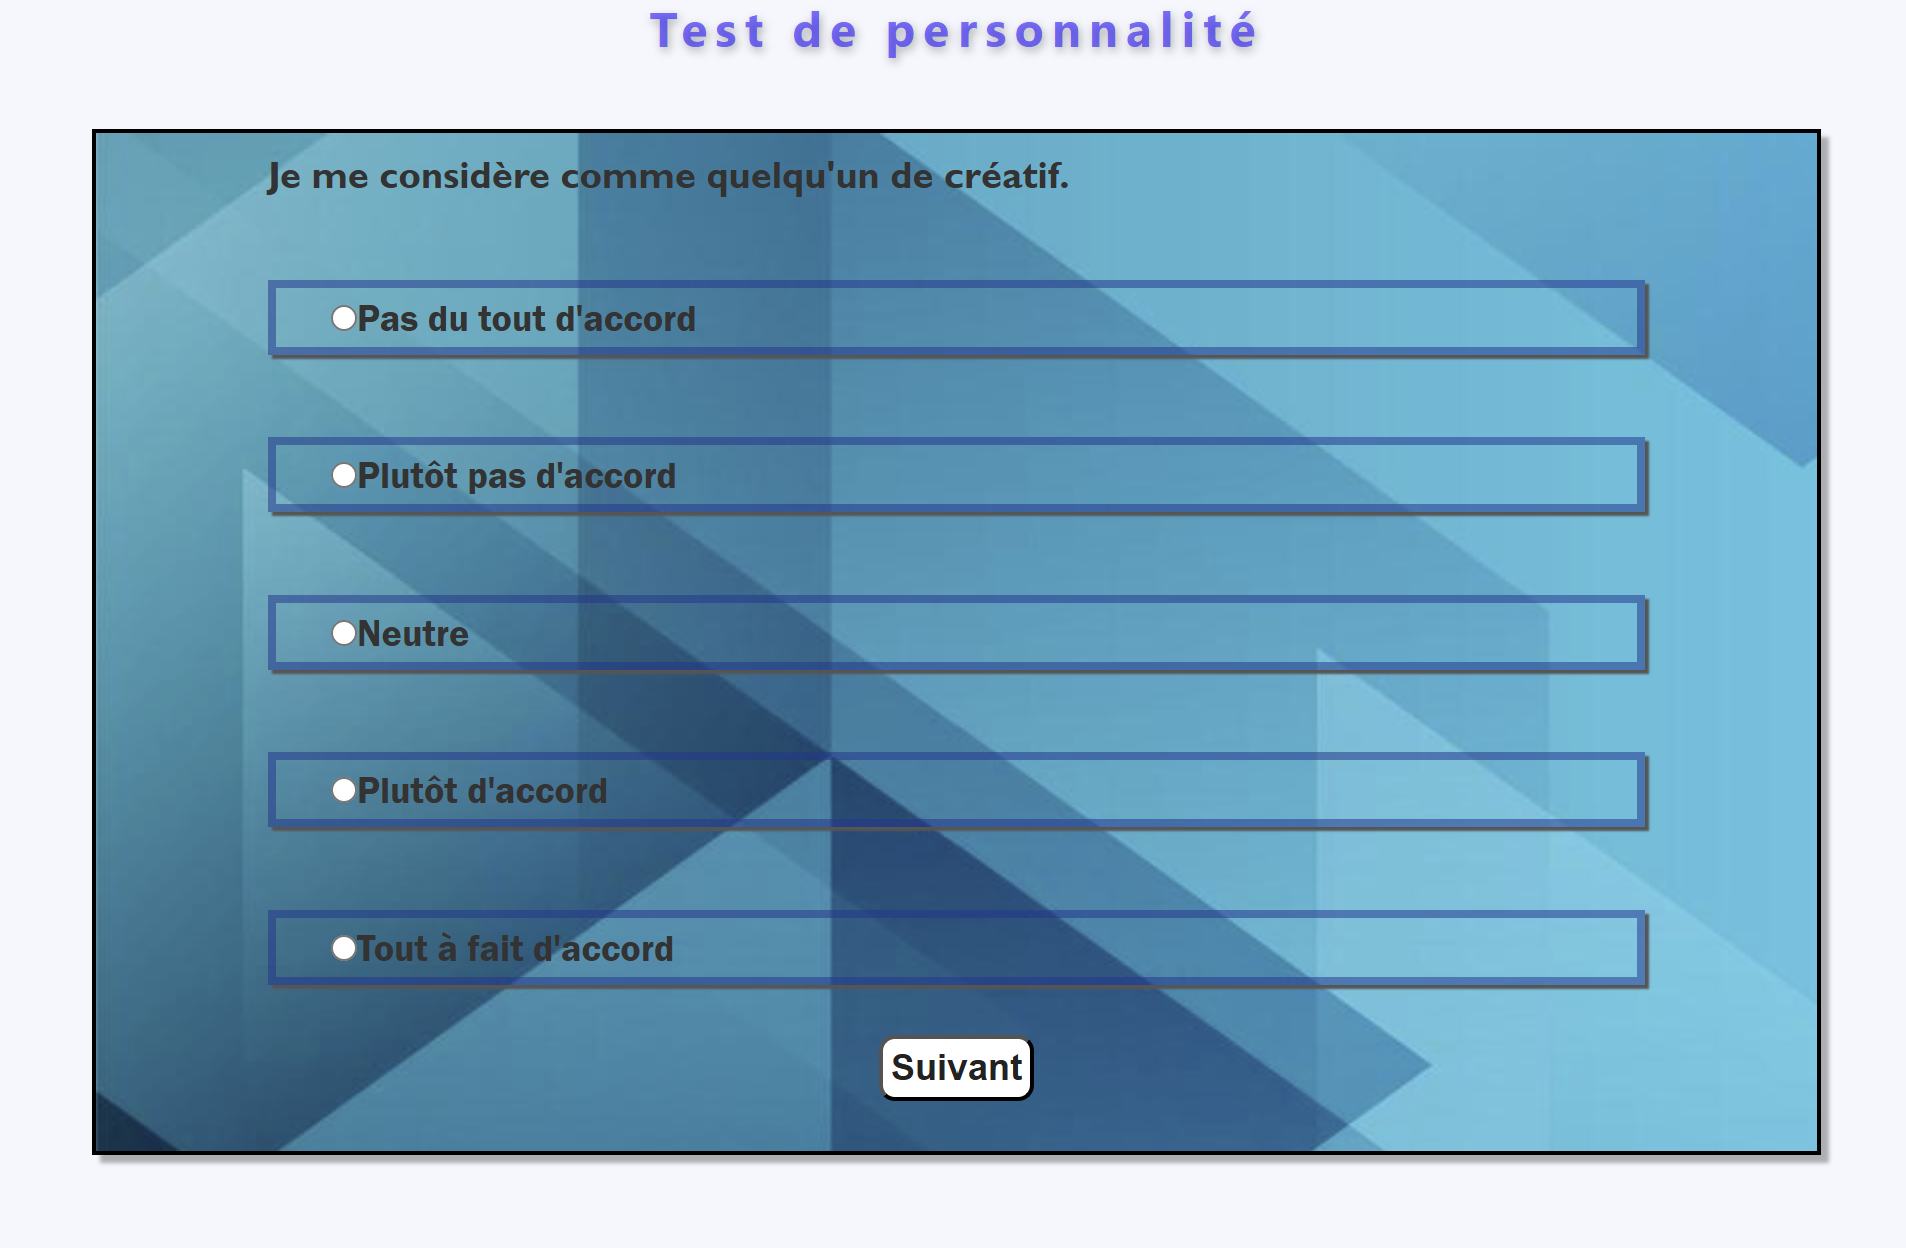 Test de personnalité
Je me considère comme quelqu'un de créatif.
Pas du tout d'accord
Plutôt pas d'accord
Neutre
Plutôt d'accord
Tout à fait d'accord
Suivant